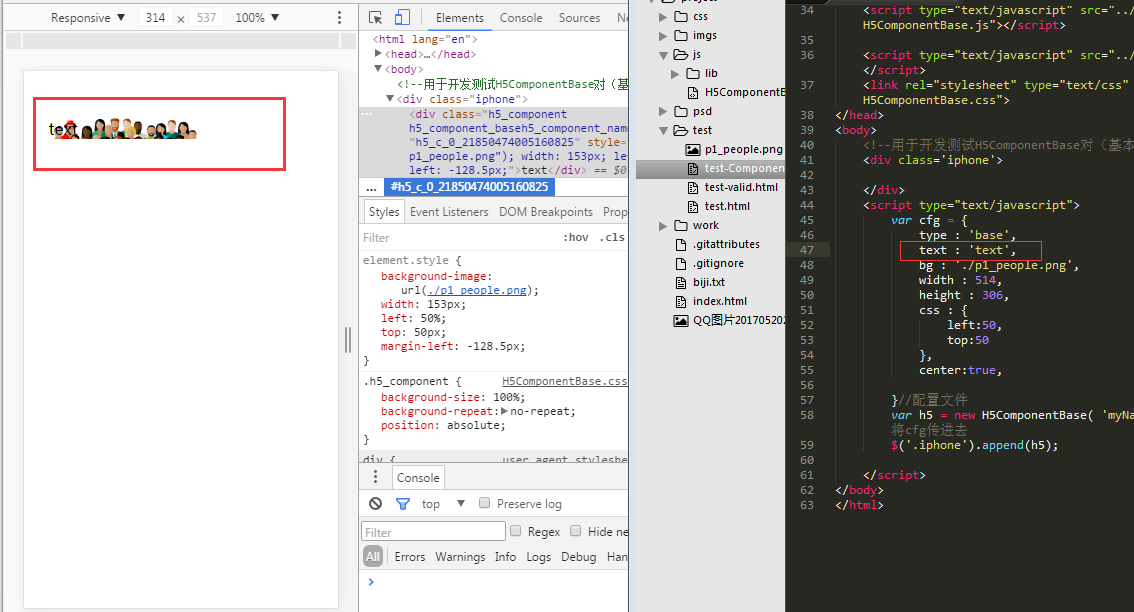 Responsive ▼ 314 × 537 100% ▼
text
Elements Console Sources
<html lang="en">
<head>…</head>
<body>
<!--用于开发测试H5ComponentBase对（基
<div class="iphone">
<div class="h5_component
h5_component_baseh5_component_name
"h5_c_0_21850474005160825" style=
p1_people.png"); width: 153px; le
left: -128.5px;">text</div> == $0
... #h5_c_0_21850474005160825
Styles Event Listeners DOM Breakpoints Prop
Filter :hov .cls
element.style {
background-image:
url(./p1_people.png);
width: 153px;
left: 50%;
top: 50px;
margin-left: -128.5px;
}
.h5_component { H5ComponentBase.css
background-size: 100%;
background-repeat: no-repeat;
position: absolute;
}
div { user agent styleshe
Console
top ▼ Preserve log
Filter Regex Hide ne
All Errors Warnings Info Logs Debug Han
css
imgs
js
lib
H5ComponentB
psd
test
p1_people.png
test-Componen
test-valid.html
test.html
work
.gitattributes
.gitignore
biji.txt
index.html
QQ图片20170520
34 <script type="text/javascript" src="../
H5ComponentBase.js"></script>
35
36 <script type="text/javascript" src="../
</script>
37 <link rel="stylesheet" type="text/css"
H5ComponentBase.css">
38 </head>
39 <body>
40 <!--用于开发测试H5ComponentBase对（基本
41 <div class='iphone'>
42
43 </div>
44 <script type="text/javascript">
45 var cfg = {
46 type : 'base',
47 text : 'text',
48 bg : './p1_people.png',
49 width : 514,
50 height : 306,
51 css : {
52 left:50,
53 top:50
54 },
55 center:true,
56
57 }//配置文件
58 var h5 = new H5ComponentBase( 'myNa
将cfg传进去
59 $('.iphone').append(h5);
60
61 </script>
62 </body>
63 </html>